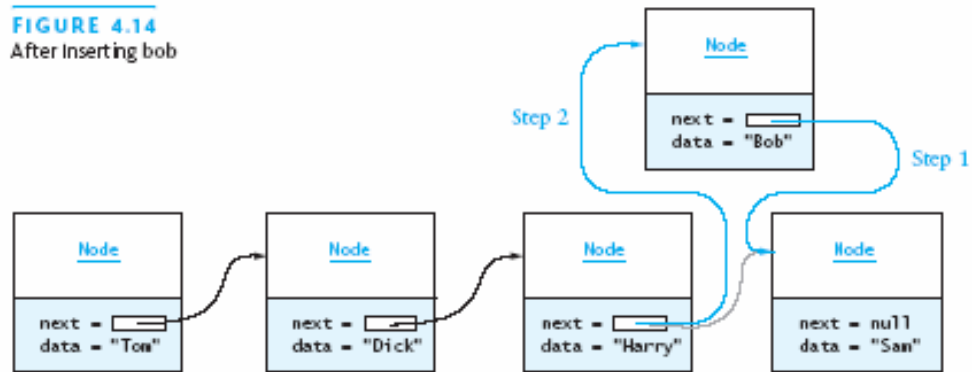 FIGURE 4.14
After Inserting bob
Node
next =
data = "Bob"
Step 2
Step 1
Node
next =
data = "Tom"
Node
next =
data = "Dick"
Node
next =
data = "Harry"
Node
next = null
data = "Sam"